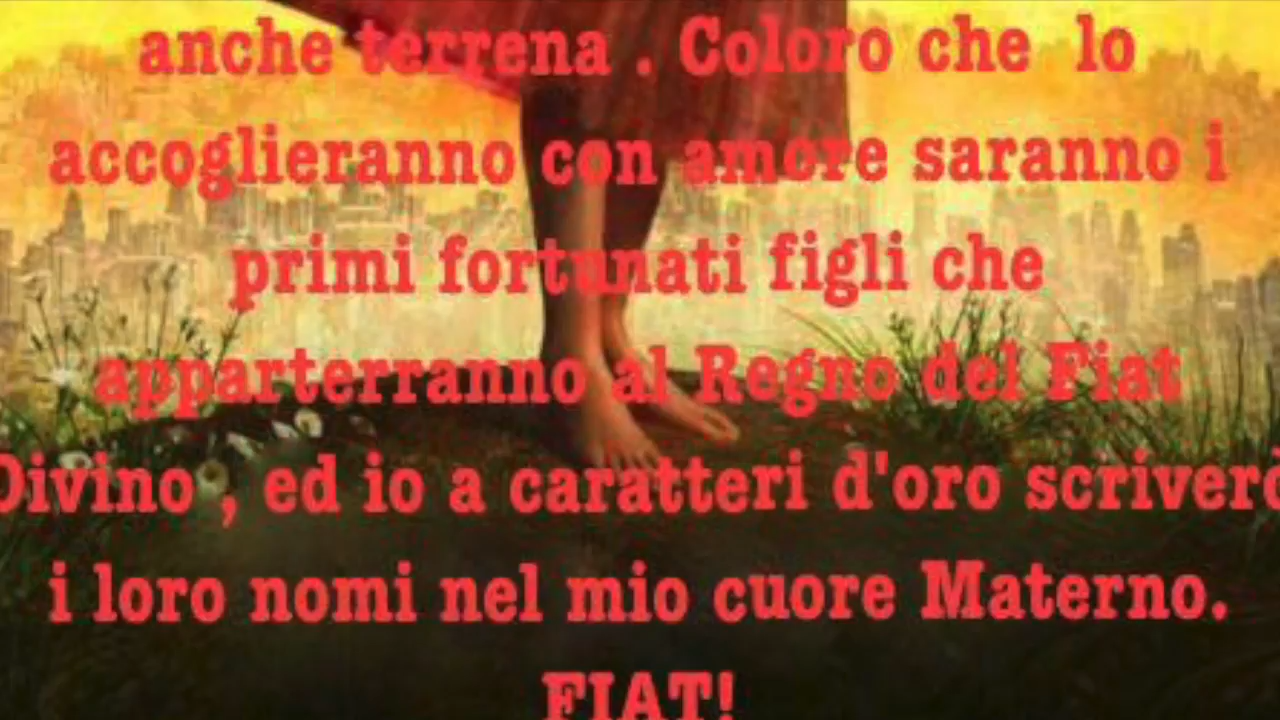 anche terrena . Coloro che lo
accoglieranno con amore saranno i
primi fortunati figli che
apparterranno al Regno del Fiat
Divino , ed io a caratteri d'oro scriverò
i loro nomi nel mio cuore Materno.
FIAT!